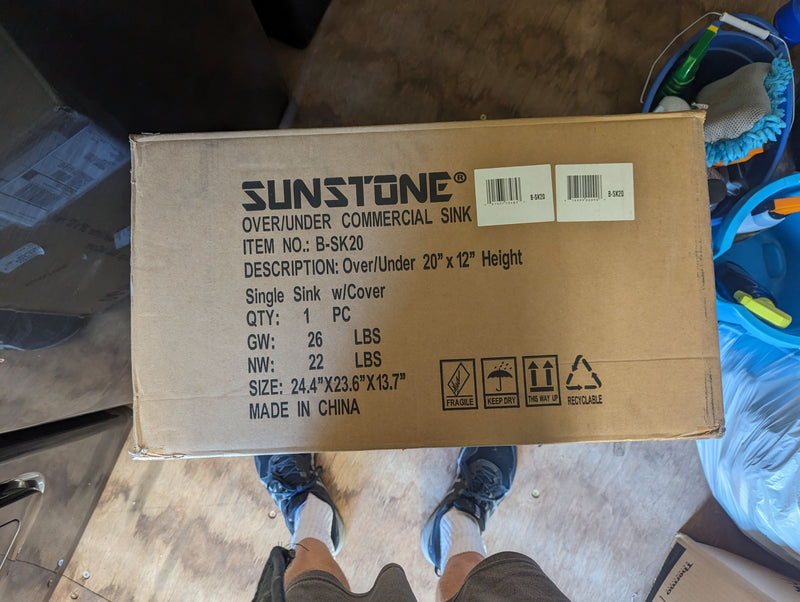 SUNSTONE®
OVER/UNDER COMMERCIAL SINK
ITEM NO.: B-SK20
DESCRIPTION: Over/Under 20" x 12" Height
Single Sink w/Cover
QTY: 1 PC
GW: 26 LBS
NW: 22 LBS
SIZE: 24.4"X23.6"X13.7"
MADE IN CHINA
B-SK20
B-SK20
FRAGILE
KEEP DRY
THIS WAY UP
RECYCLABLE